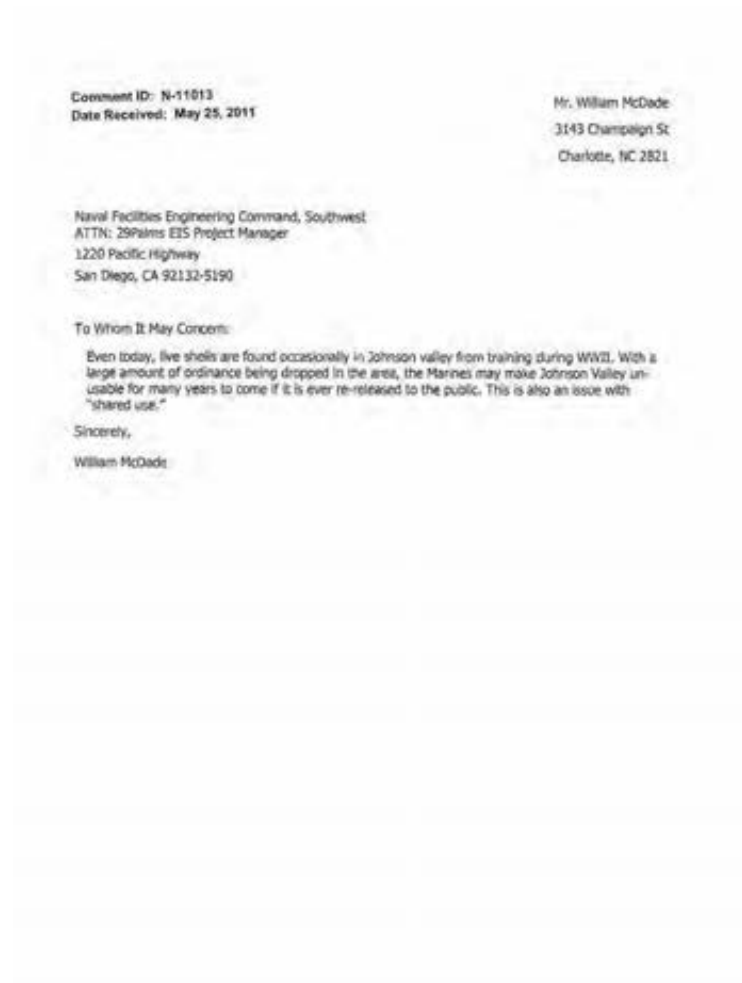 Comment ID: N-11013
Date Received: May 25, 2011
Mr. William McDade
3143 Champaign St
Charlotte, NC 2821
Naval Facilities Engineering Command, Southwest
ATTN: 29Palms EIS Project Manager
1220 Pacific Highway
San Diego, CA 92132-5190
To Whom It May Concern:
Even today, live shells are found occasionally in Johnson valley from training during WWII. With a
large amount of ordinance being dropped in the area, the Marines may make Johnson Valley un-
usable for many years to come if it is ever re-released to the public. This is also an issue with
"shared use."
Sincerely,
William McDade